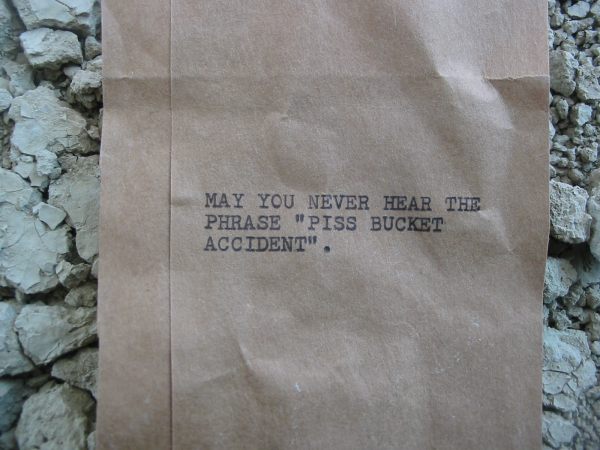 MAY YOU NEVER HEAR THE
PHRASE "PISS BUCKET
ACCIDENT".